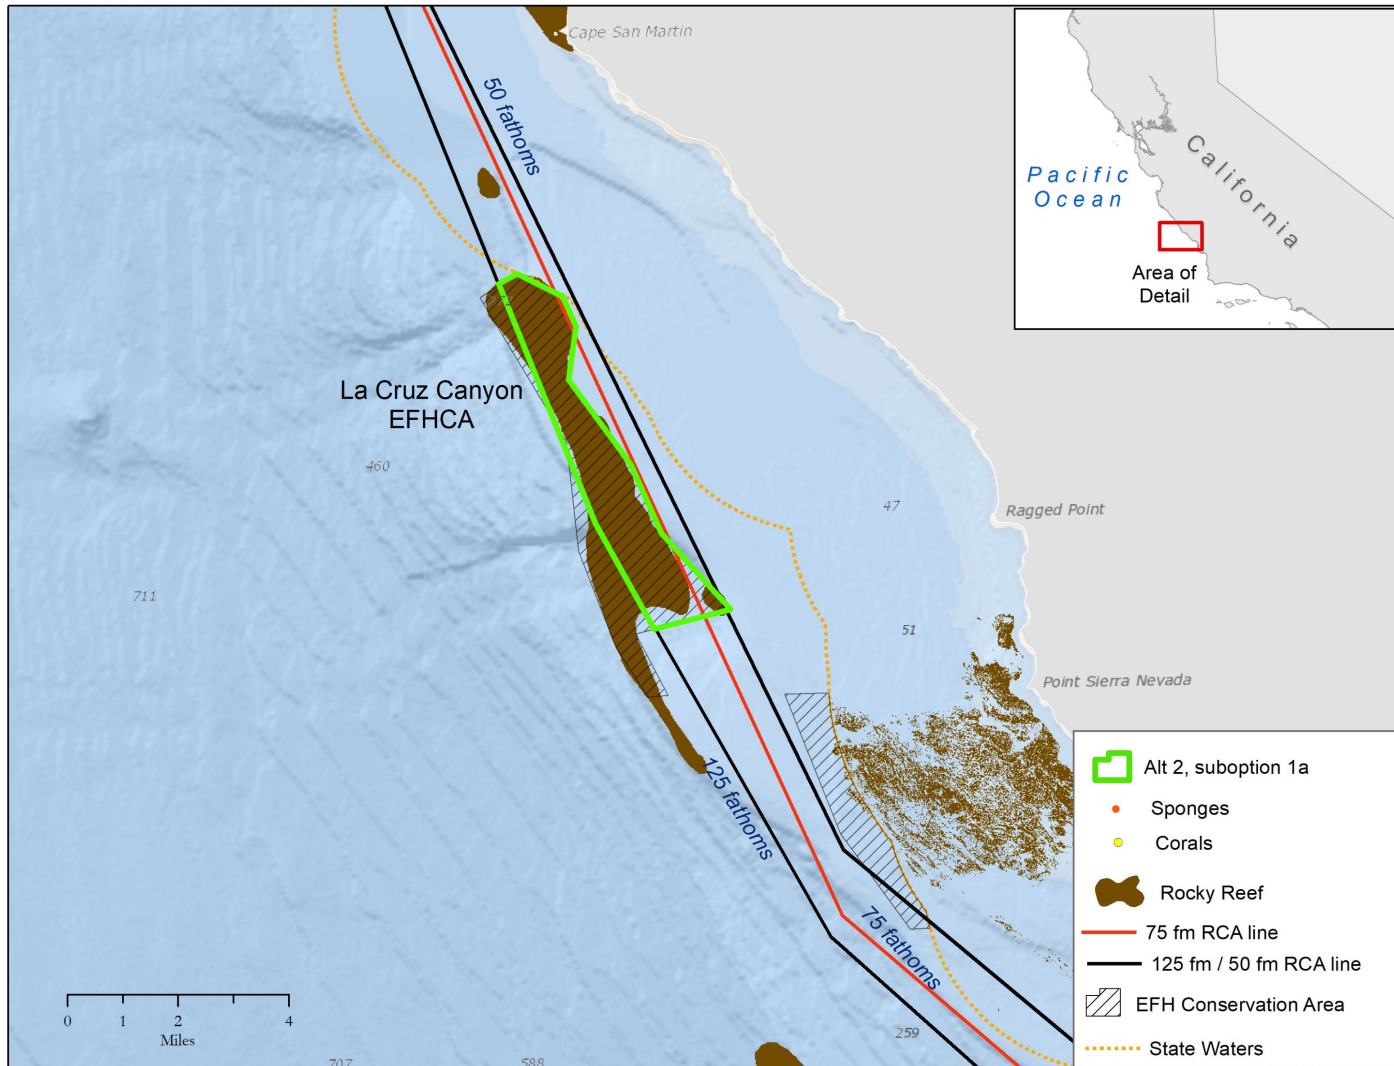 Cape San Martin
50 fathoms
California
Pacific
Ocean
Area of
Detail
La Cruz Canyon
EFHCA
460
47
Ragged Point
711
51
Point Sierra Nevada
125 fathoms
75 fathoms
Alt 2, suboption 1a
Sponges
Corals
Rocky Reef
75 fm RCA line
125 fm / 50 fm RCA line
EFH Conservation Area
State Waters
0 1 2 4
Miles
259
707
588